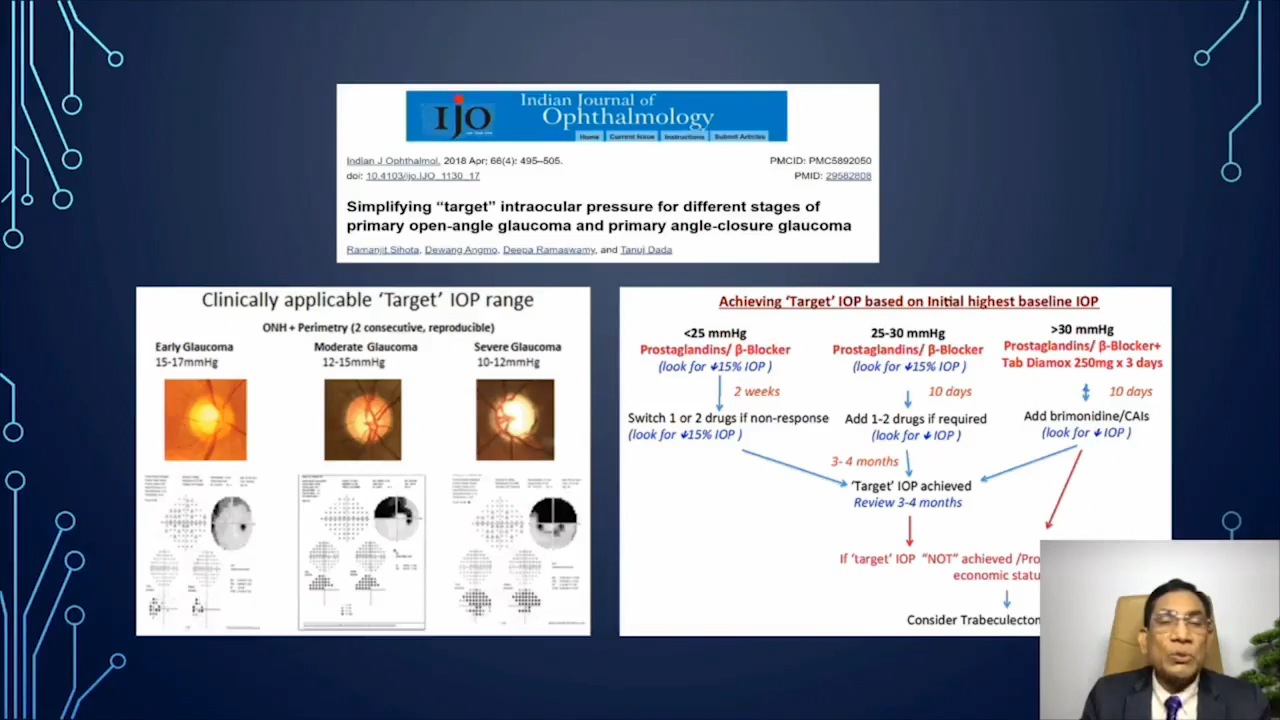 IJO
Indian Journal of
Ophthalmology
Home Current Issue Instructions Submit Articles
Indian J Ophthalmol. 2018 Apr; 66(4): 495–505.
doi: 10.4103/ijo.IJO_1130_17
PMCID: PMC5892050
PMID: 29582808
Simplifying “target” intraocular pressure for different stages of
primary open-angle glaucoma and primary angle-closure glaucoma
Ramanjit Sihota, Dewang Angmo, Deepa Ramaswamy, and Tanuj Dada
Clinically applicable ‘Target’ IOP range
ONH + Perimetry (2 consecutive, reproducible)
Early Glaucoma
15-17mmHg
Moderate Glaucoma
12-15mmHg
Severe Glaucoma
10-12mmHg
Achieving ‘Target’ IOP based on Initial highest baseline IOP
<25 mmHg
Prostaglandins/ β-Blocker
(look for ↓15% IOP )
2 weeks
Switch 1 or 2 drugs if non-response
(look for ↓15% IOP )
25-30 mmHg
Prostaglandins/ β-Blocker
(look for ↓15% IOP )
10 days
Add 1-2 drugs if required
(look for ↓ IOP )
>30 mmHg
Prostaglandins/ β-Blocker+
Tab Diamox 250mg x 3 days
10 days
Add brimonidine/CAIs
(look for ↓ IOP )
3- 4 months
‘Target’ IOP achieved
Review 3-4 months
If ‘target’ IOP “NOT” achieved /Pro
economic statu
Consider Trabeculectom